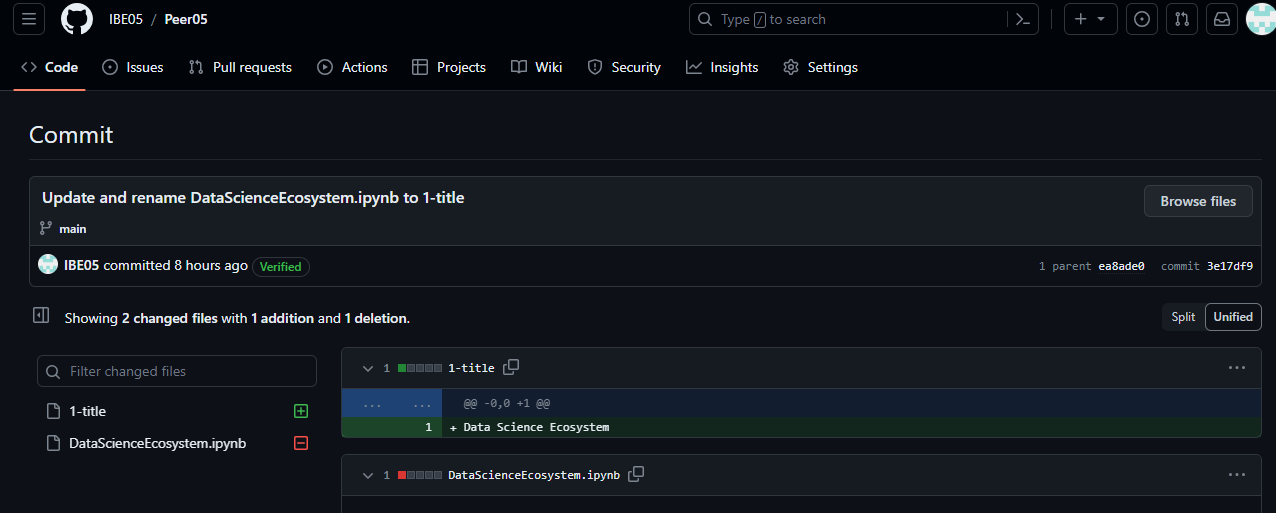 IBE05 / Peer05
Type / to search
Code Issues Pull requests Actions Projects Wiki Security Insights Settings
Commit
Update and rename DataScienceEcosystem.ipynb to 1-title
Browse files
main
IBE05 committed 8 hours ago Verified
1 parent ea8ade0 commit 3e17df9
Showing 2 changed files with 1 addition and 1 deletion.
Split Unified
Filter changed files
1-title
DataScienceEcosystem.ipynb
1 1-title
... ... @@ -0,0 +1 @@
1 + Data Science Ecosystem
1 DataScienceEcosystem.ipynb